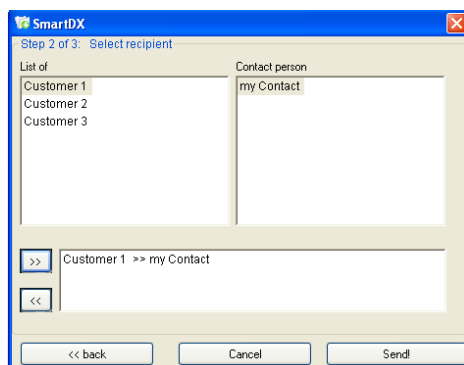 SmartDX
Step 2 of 3: Select recipient
List of
Contact person
Customer 1
Customer 2
Customer 3
my Contact
>>
Customer 1 >> my Contact
<<
<< back
Cancel
Send!